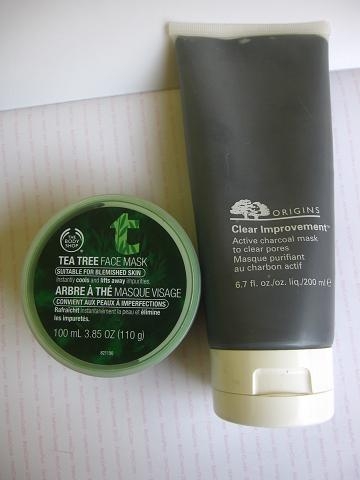 THE BODY SHOP
TEA TREE FACE MASK
SUITABLE FOR BLEMISHED SKIN
Instantly cools and lifts away impurities.
ARBRE À THÉ MASQUE VISAGE
CONVIENT AUX PEAUX À IMPERFECTIONS
Rafraîchit instantanément la peau et élimine
les impuretés.
100 mL 3.85 OZ (110 g)
ORIGINS
Clear Improvement™
Active charcoal mask
to clear pores
Masque purifiant
au charbon actif
6.7 fl. oz./oz. liq./200 ml e